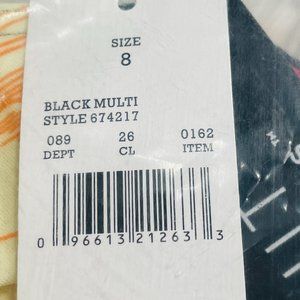 SIZE
8
BLACK MULTI
STYLE 674217
089 26 0162
DEPT CL ITEM
0 96613 21263 3